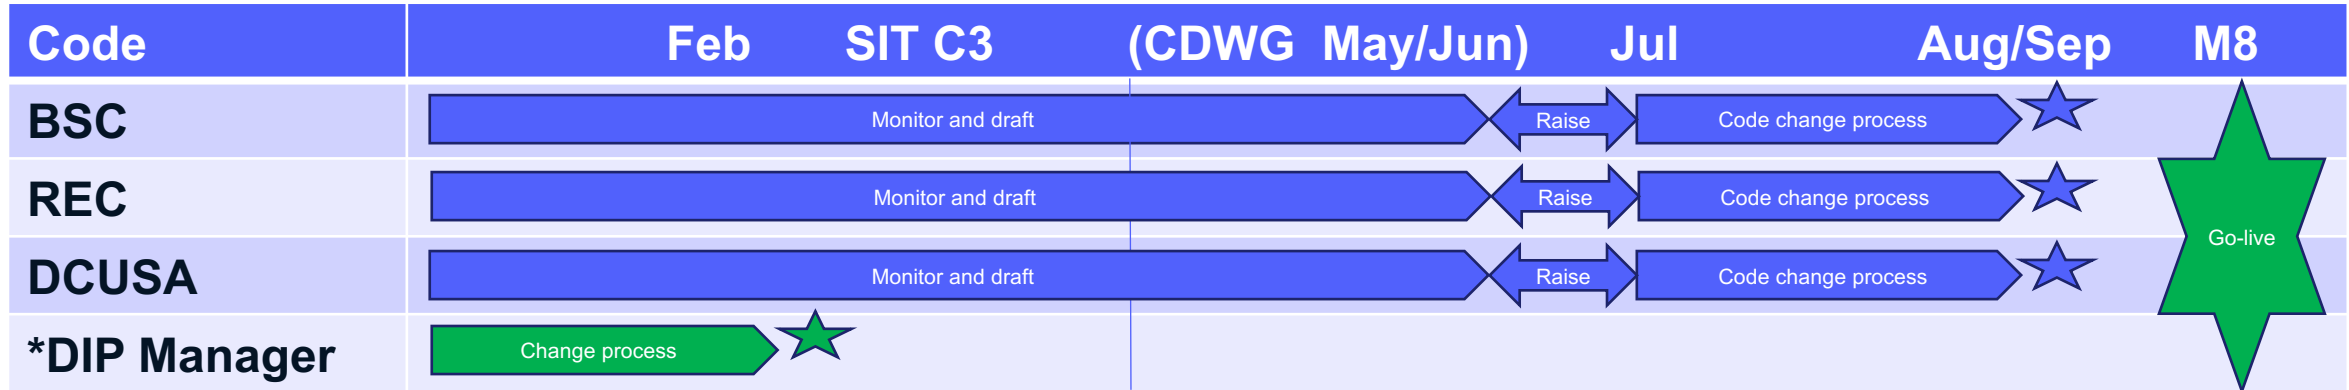 Code Feb SIT C3 (CDWG May/Jun) Jul Aug/Sep M8
BSC Monitor and draft Raise Code change process
REC Monitor and draft Raise Code change process
Go-live
DCUSA Monitor and draft Raise Code change process
*DIP Manager Change process